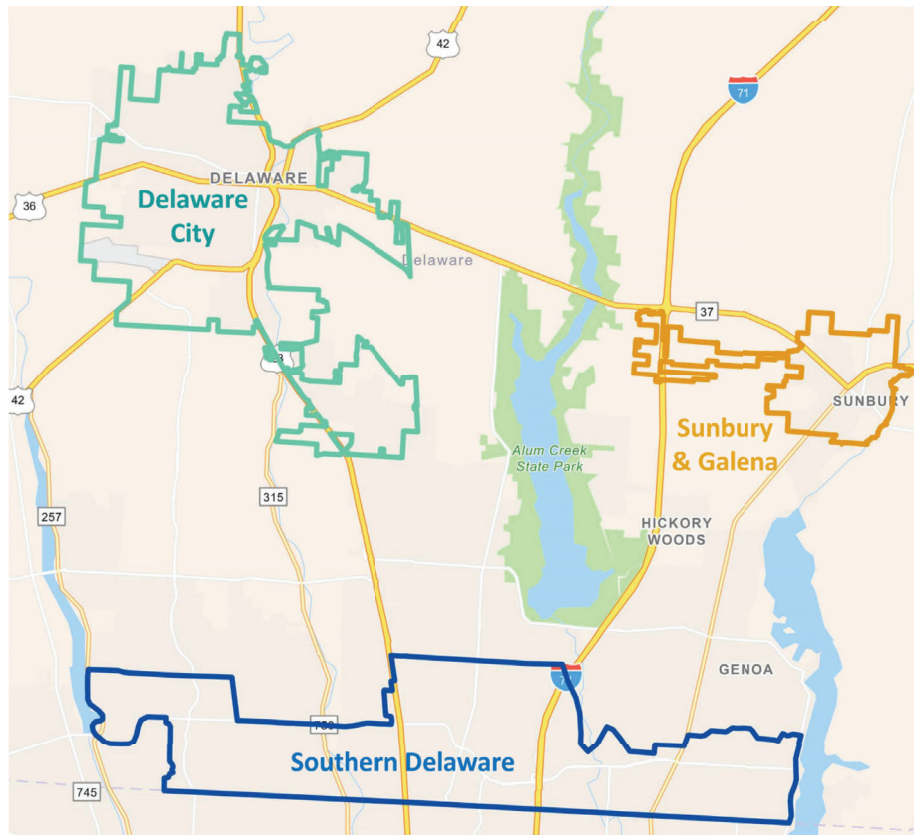 42
71
DELAWARE
36
Delaware
City
Delaware
37
42
SUNBURY
Sunbury
& Galena
Alum Creek
State Park
315
257
HICKORY
WOODS
GENOA
Southern Delaware
745